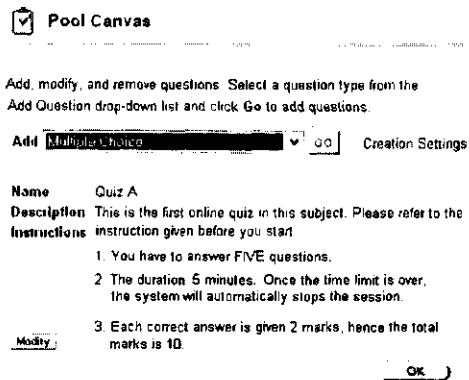 Pool Canvas
Add, modify, and remove questions. Select a question type from the
Add Question drop-down list and click Go to add questions.
Add Multiple Choice GO Creation Settings
Name Quiz A
Description This is the first online quiz in this subject. Please refer to the
Instructions instruction given before you start
1. You have to answer FIVE questions.
2 The duration 5 minutes. Once the time limit is over,
the system will automatically stops the session.
3. Each correct answer is given 2 marks, hence the total
Modify marks is 10.
OK